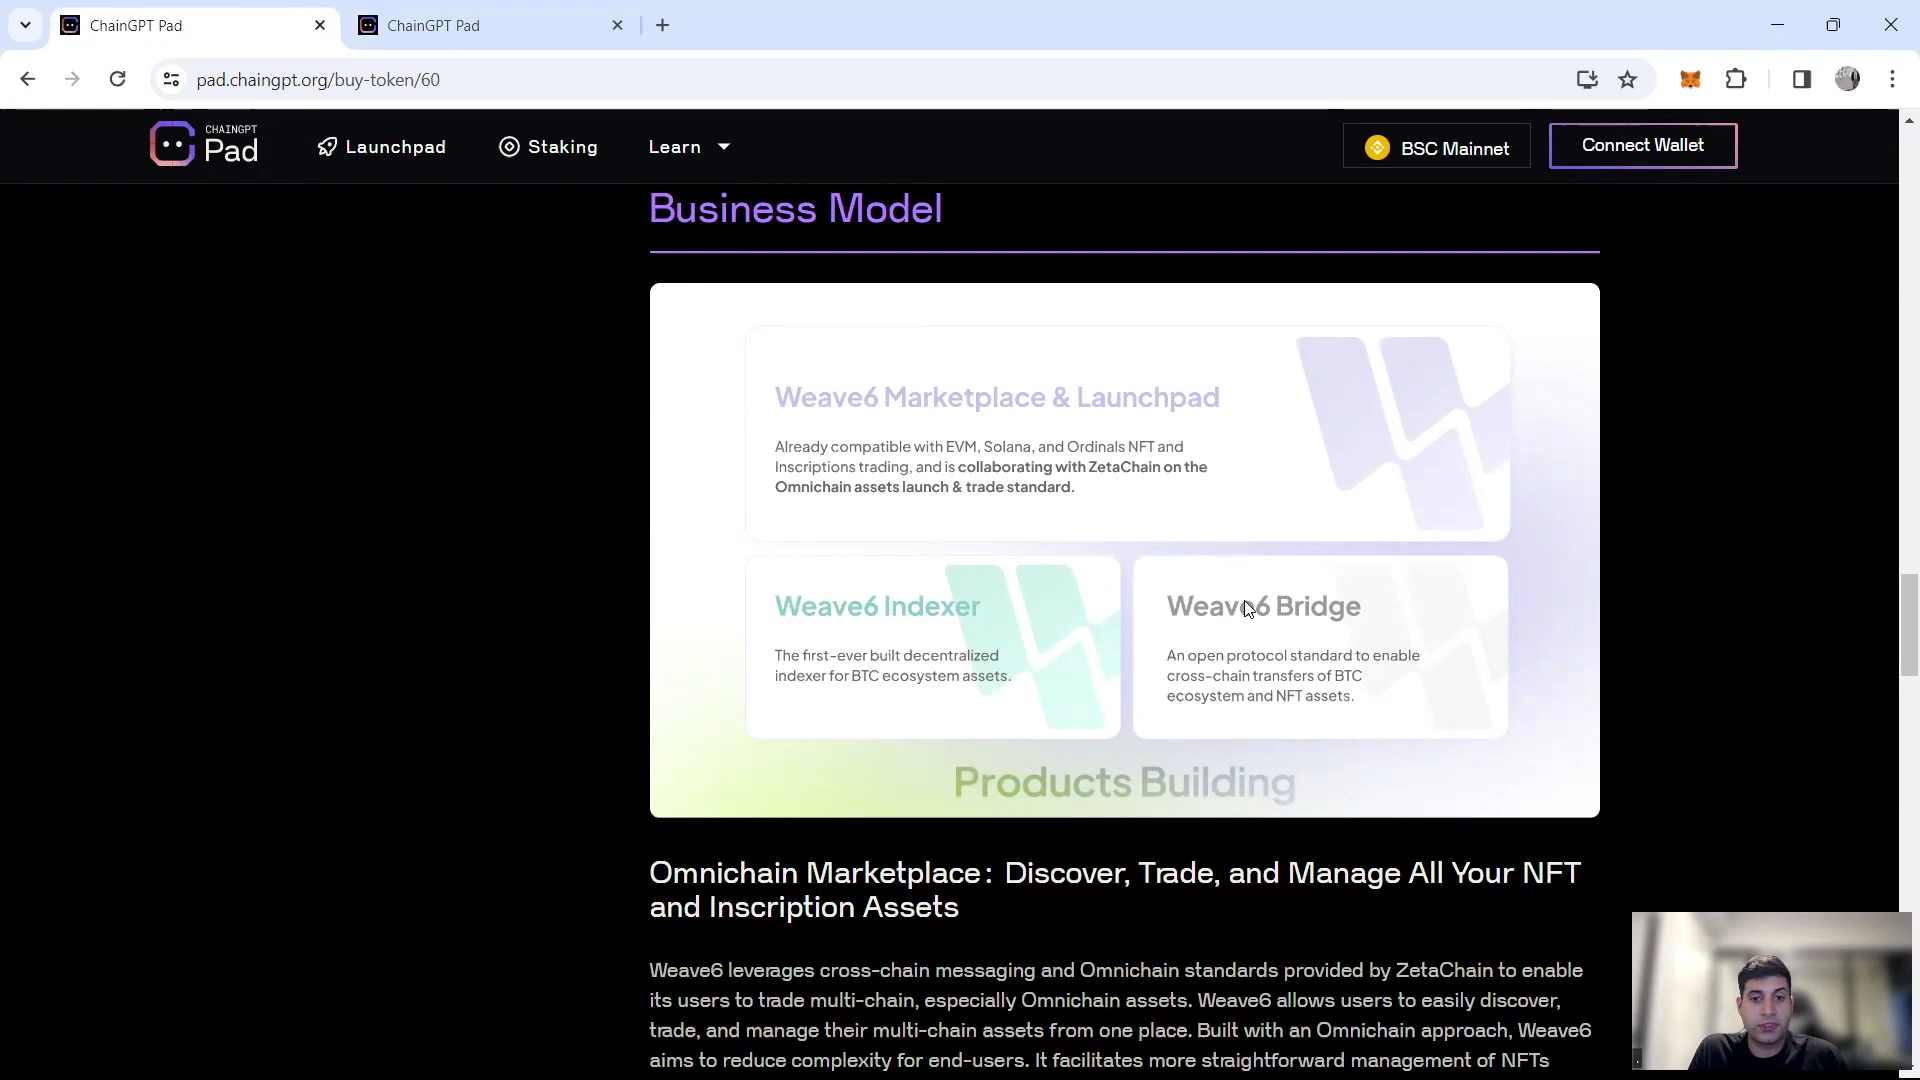 ChainGPT Pad
ChainGPT Pad
pad.chaingpt.org/buy-token/60
CHAINGPT
Pad
Launchpad
Staking
Learn
BSC Mainnet
Connect Wallet
Business Model
Weave6 Marketplace & Launchpad
Already compatible with EVM, Solana, and Ordinals NFT and
Inscriptions trading, and is collaborating with ZetaChain on the
Omnichain assets launch & trade standard.
Weave6 Indexer
The first-ever built decentralized
indexer for BTC ecosystem assets.
Weave6 Bridge
An open protocol standard to enable
cross-chain transfers of BTC
ecosystem and NFT assets.
Products Building
Omnichain Marketplace: Discover, Trade, and Manage All Your NFT
and Inscription Assets
Weave6 leverages cross-chain messaging and Omnichain standards provided by ZetaChain to enable
its users to trade multi-chain, especially Omnichain assets. Weave6 allows users to easily discover,
trade, and manage their multi-chain assets from one place. Built with an Omnichain approach, Weave6
aims to reduce complexity for end-users. It facilitates more straightforward management of NFTs